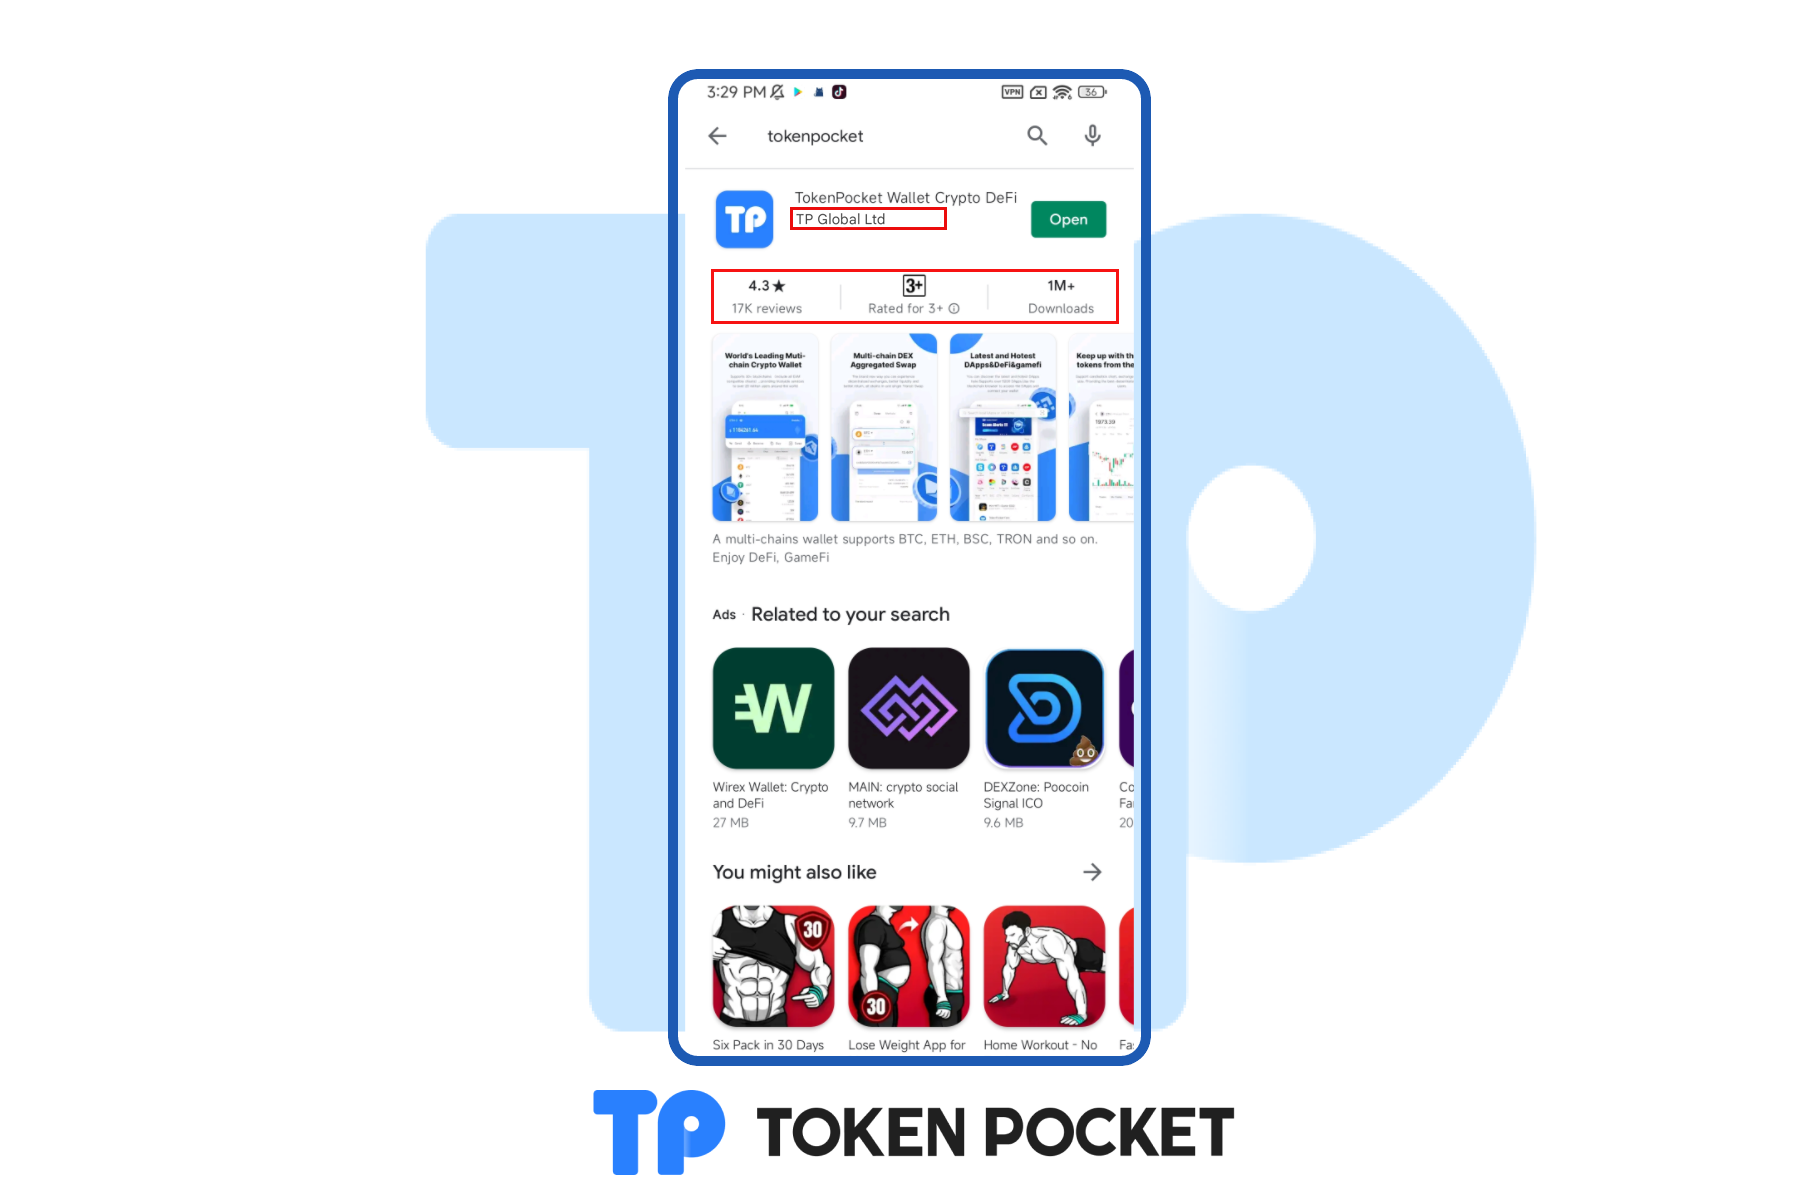 3:29 PM
VPN
36
tokenpocket
TP
TokenPocket Wallet Crypto DeFi
TP Global Ltd
Open
4.3★
3+
1M+
17K reviews
Rated for 3+
Downloads
World's Leading Muti-
chain Crypto Wallet
Multi-chain DEX
Aggregated Swap
Latest and Hotest
DApps&DeFi&gamefi
Keep up with th
tokens from the
A multi-chains wallet supports BTC, ETH, BSC, TRON and so on.
Enjoy DeFi, GameFi
Ads · Related to your search
W
Wirex Wallet: Crypto
and DeFi
27 MB
MAIN: crypto social
network
9.7 MB
DEXZone: Poocoin
Signal ICO
9.6 MB
Co
Fa
20
You might also like
30
30
Six Pack in 30 Days
Lose Weight App for
Home Workout - No
Fa
TP TOKEN POCKET